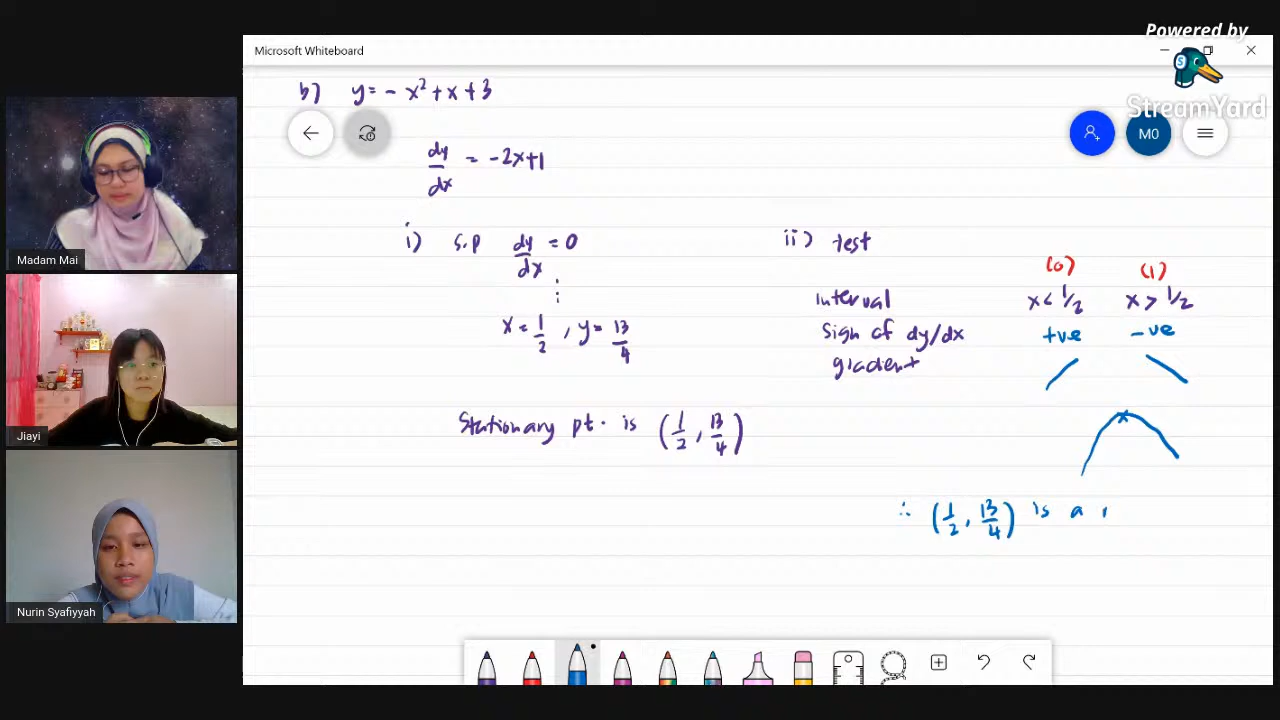 Powered by
StreamYard
Microsoft Whiteboard
b) y = - x² + x + 3
M0
dy/dx = -2x+1
i) s.p dy/dx = 0
⋮
x = 1/2, y = 13/4
Stationary pt. is (1/2, 13/4)
ii) test
(0) (1)
interval x < 1/2 x > 1/2
sign of dy/dx +ve -ve
gradient
x
∴ (1/2, 13/4) is a
Madam Mai
Jiayi
Nurin Syafiyyah